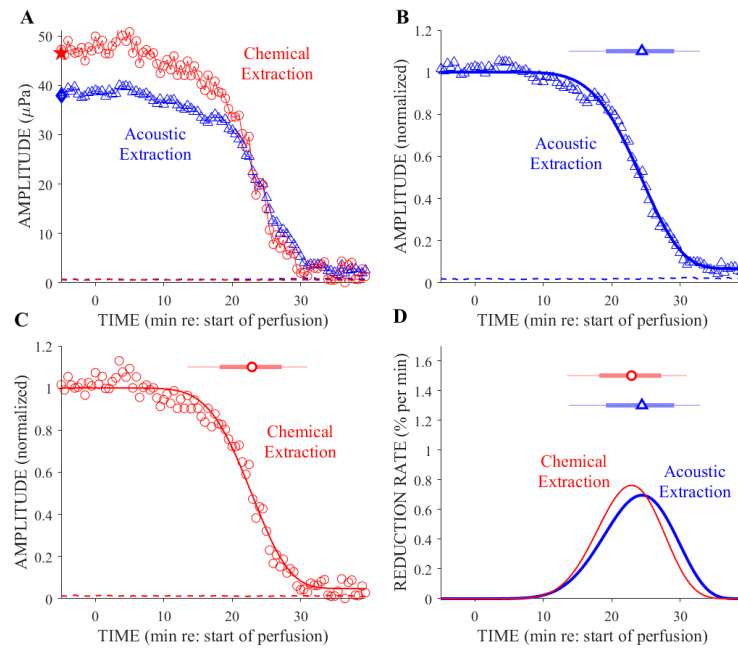 A
50
40
30
20
10
0
AMPLITUDE (μPa)
Chemical
Extraction
Acoustic
Extraction
0 10 20 30
TIME (min re: start of perfusion)
B
1.2
1
0.8
0.6
0.4
0.2
0
AMPLITUDE (normalized)
Acoustic
Extraction
0 10 20 30
TIME (min re: start of perfusion)
C
1.2
1
0.8
0.6
0.4
0.2
0
AMPLITUDE (normalized)
Chemical
Extraction
0 10 20 30
TIME (min re: start of perfusion)
D
1.6
1.4
1.2
1
0.8
0.6
0.4
0.2
0
REDUCTION RATE (% per min)
Chemical
Extraction
Acoustic
Extraction
0 10 20 30
TIME (min re: start of perfusion)